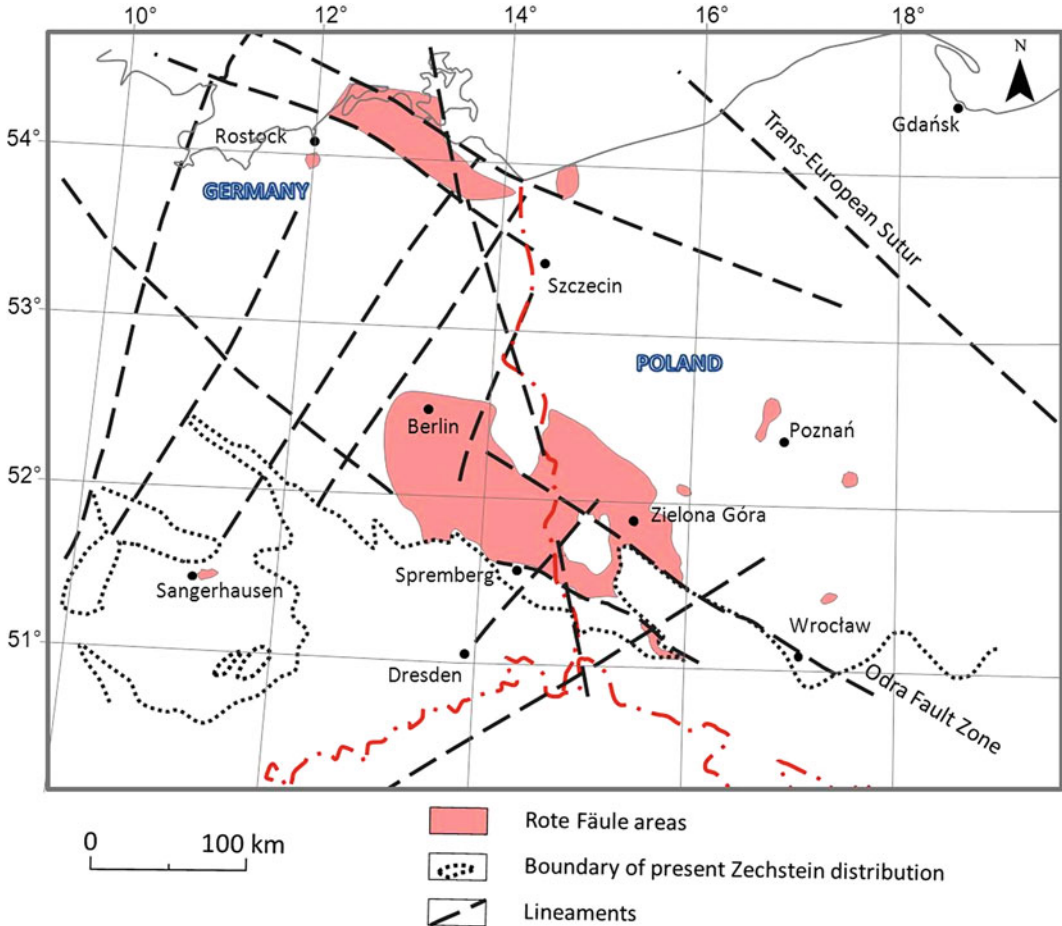 10° 12° 14° 16° 18°
N
54°
53°
52°
51°
Rostock
GERMANY
Gdańsk
Trans-European Sutur
Szczecin
POLAND
Berlin
Poznań
Zielona Góra
Spremberg
Sangerhausen
Wrocław
Dresden
Odra Fault Zone
0 100 km
Rote Fäule areas
Boundary of present Zechstein distribution
Lineaments